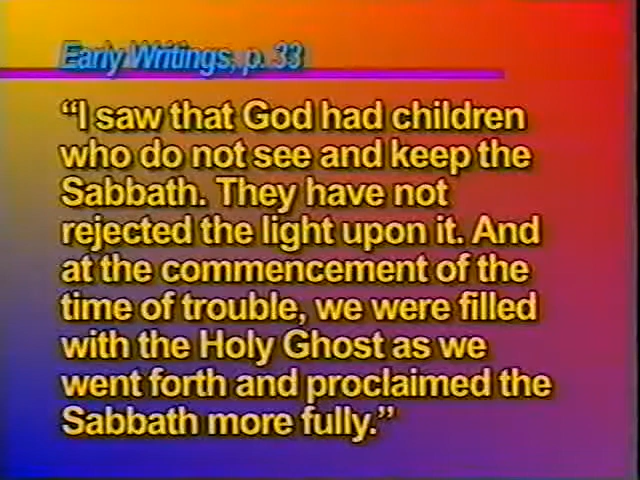 Early Writings, p. 33
“I saw that God had children
who do not see and keep the
Sabbath. They have not
rejected the light upon it. And
at the commencement of the
time of trouble, we were filled
with the Holy Ghost as we
went forth and proclaimed the
Sabbath more fully.”